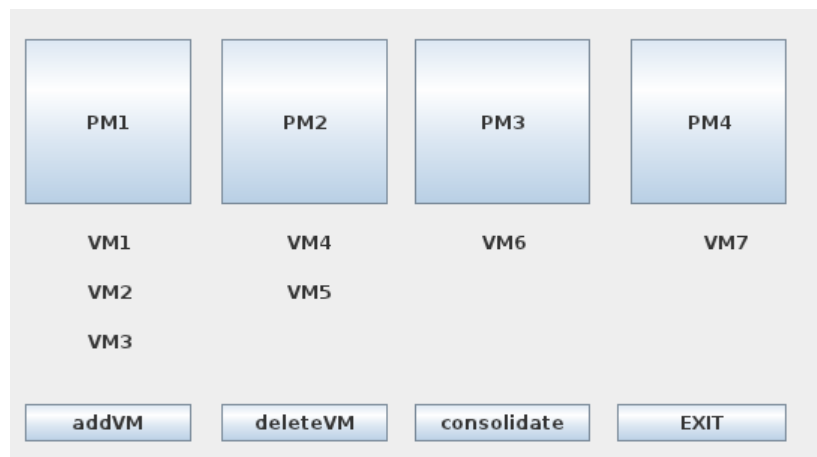 PM1 PM2 PM3 PM4
VM1 VM4 VM6 VM7
VM2 VM5
VM3
addVM deleteVM consolidate EXIT